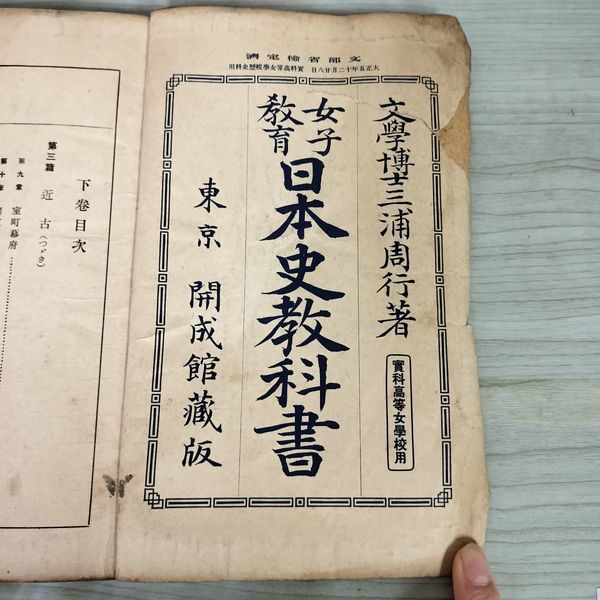 文部省檢定濟
大正五年十二月廿八日 實科高等女學校歷史科用
文學博士三浦周行著
實科高等女學校用
女子
教育
日本史教科書
東京 開成館藏版
下卷目次
第三篇 近古(つづき)
第九章 室町幕府
第十章